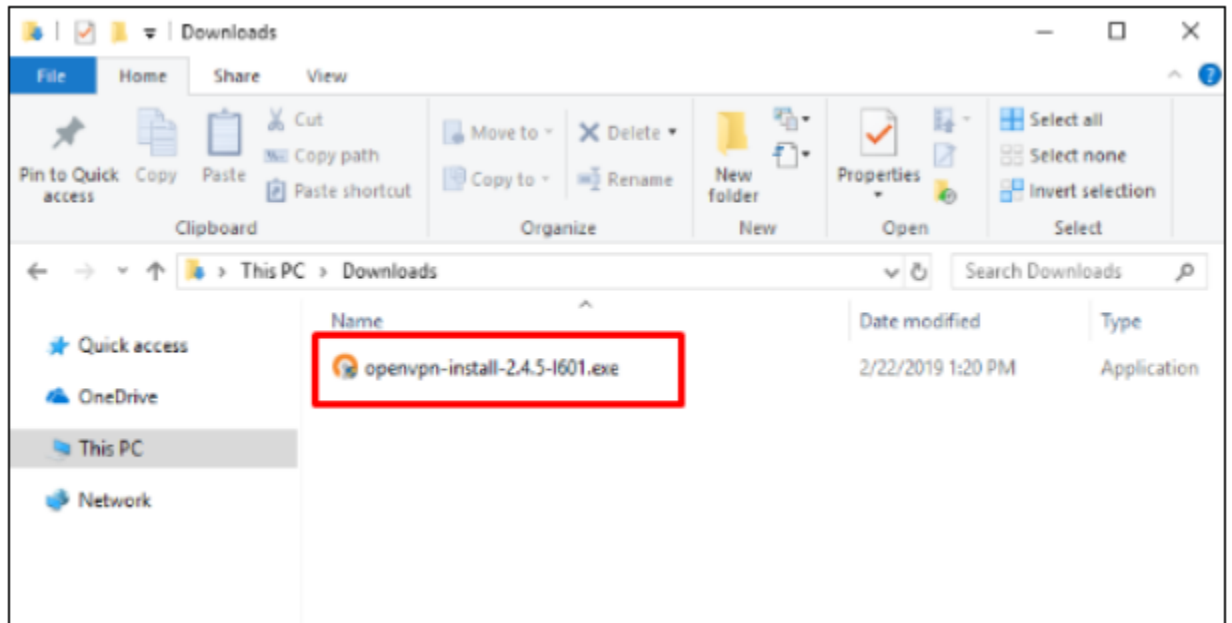 Downloads
File Home Share View
Pin to Quick access
Copy
Paste
Cut
Copy path
Paste shortcut
Clipboard
Move to
Copy to
Delete
Rename
Organize
New folder
New
Properties
Open
Select all
Select none
Invert selection
Select
This PC > Downloads
Search Downloads
Name Date modified Type
Quick access
OneDrive
This PC
Network
openvpn-install-2.4.5-I601.exe 2/22/2019 1:20 PM Application